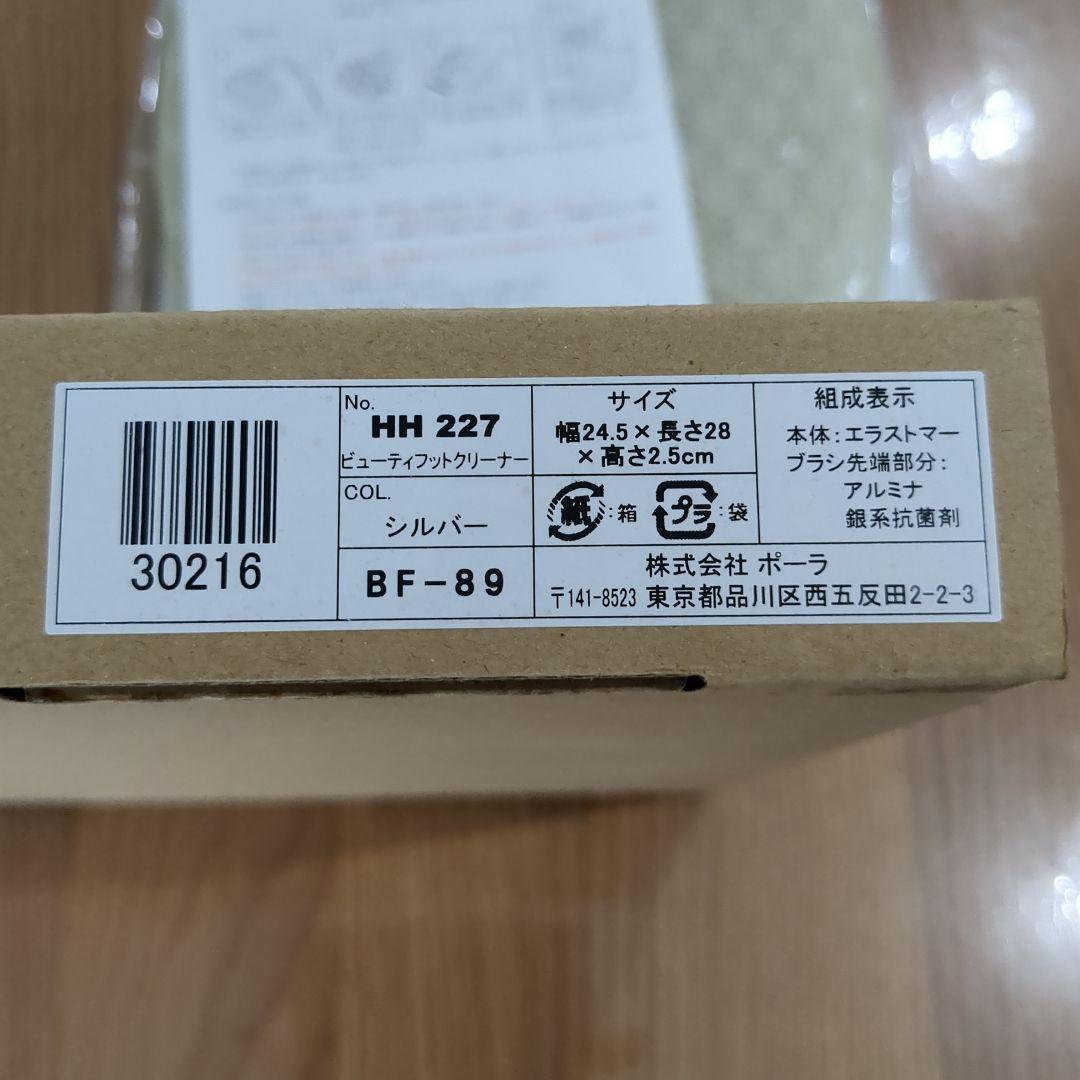 30216
No.
HH 227
ビューティフットクリーナー
COL.
シルバー
BF-89
サイズ
幅24.5×長さ28
×高さ2.5cm
紙:箱 プラ:袋
組成表示
本体:エラストマー
ブラシ先端部分:
アルミナ
銀系抗菌剤
株式会社 ポーラ
〒141-8523 東京都品川区西五反田2-2-3